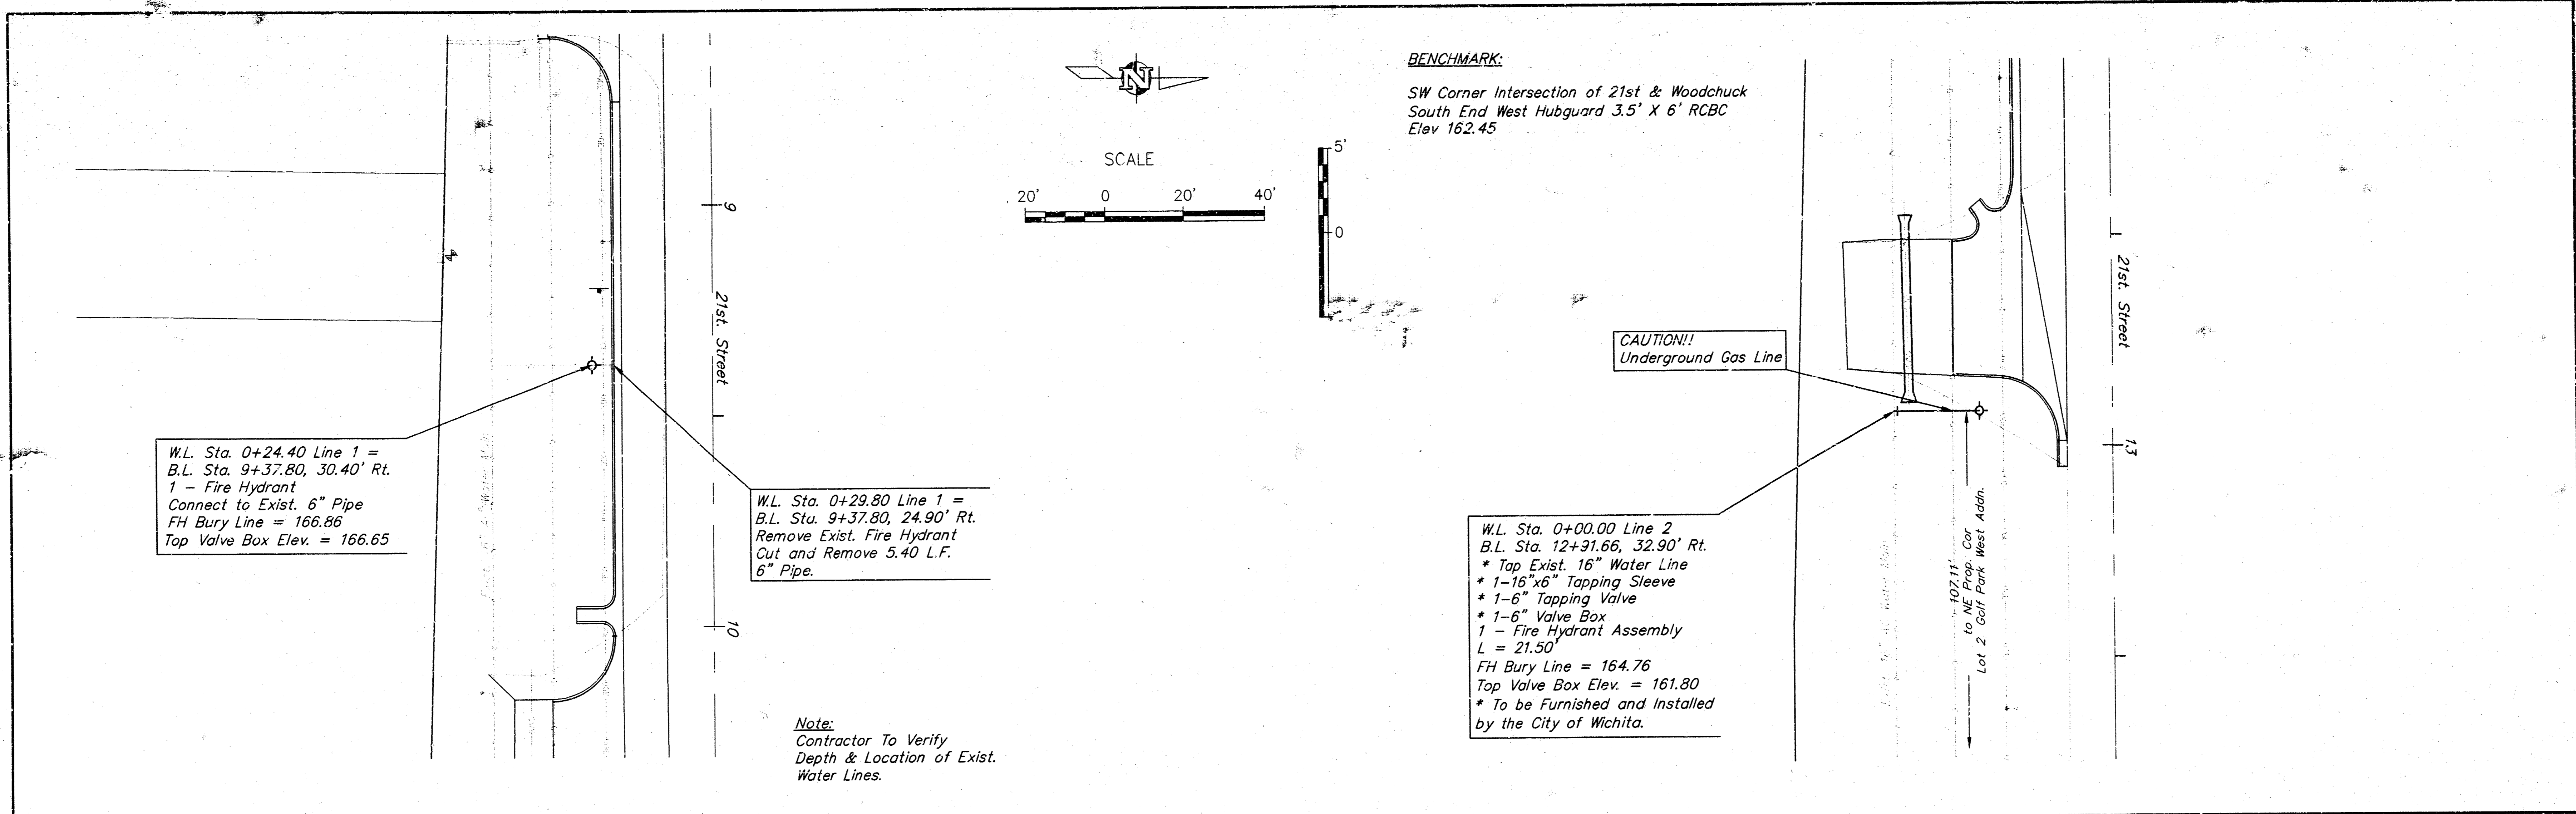 BENCHMARK:
SW Corner Intersection of 21st & Woodchuck
South End West Hubguard 3.5' X 6' RCBC
Elev 162.45
N
SCALE
20' 0 20' 40'
5'
0
9
21st. Street
10
W.L. Sta. 0+24.40 Line 1 =
B.L. Sta. 9+37.80, 30.40' Rt.
1 – Fire Hydrant
Connect to Exist. 6" Pipe
FH Bury Line = 166.86
Top Valve Box Elev. = 166.65
W.L. Sta. 0+29.80 Line 1 =
B.L. Sta. 9+37.80, 24.90' Rt.
Remove Exist. Fire Hydrant
Cut and Remove 5.40 L.F.
6" Pipe.
Note:
Contractor To Verify
Depth & Location of Exist.
Water Lines.
CAUTION!!
Underground Gas Line
21st. Street
13
W.L. Sta. 0+00.00 Line 2
B.L. Sta. 12+91.66, 32.90' Rt.
* Tap Exist. 16" Water Line
* 1-16"x6" Tapping Sleeve
* 1-6" Tapping Valve
* 1-6" Valve Box
1 – Fire Hydrant Assembly
L = 21.50'
FH Bury Line = 164.76
Top Valve Box Elev. = 161.80
* To be Furnished and Installed
by the City of Wichita.
107.11'
to NE Prop. Cor
Lot 2 Golf Park West Addn.